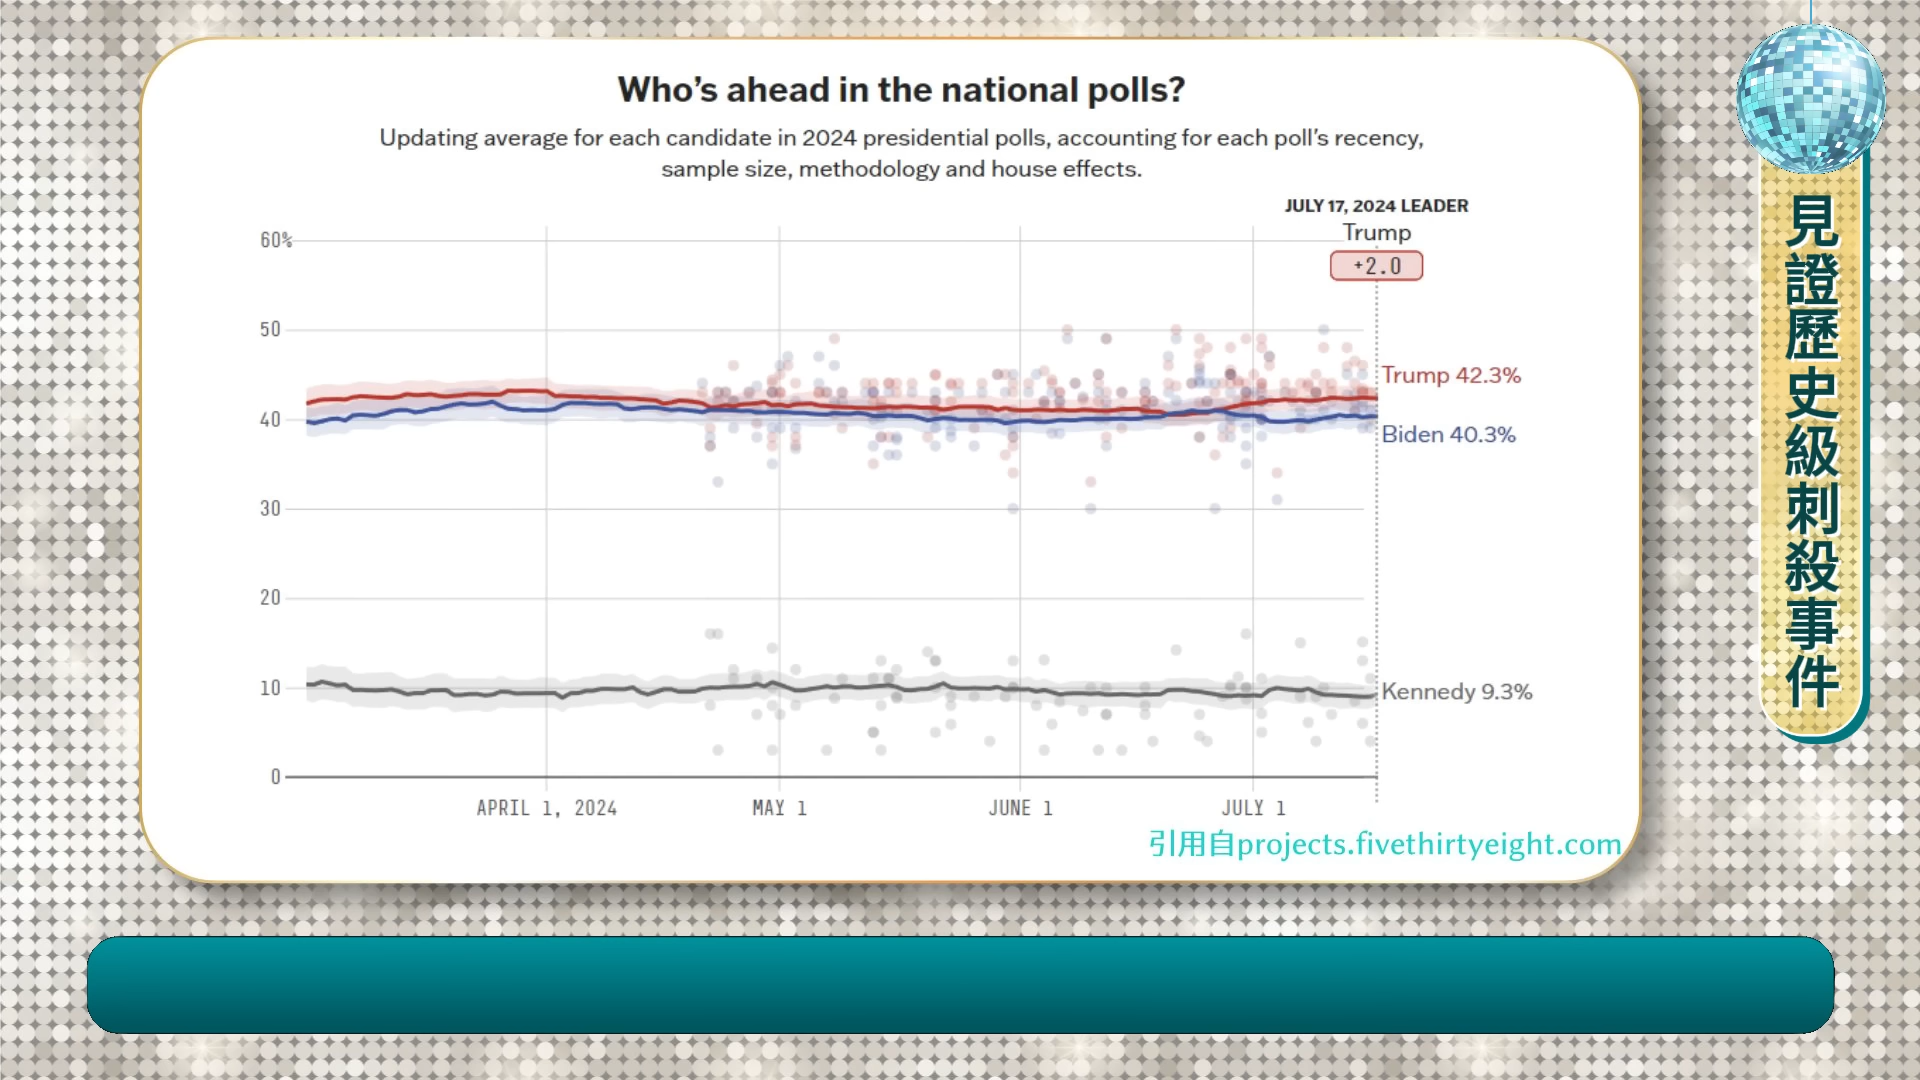 Who's ahead in the national polls?
Updating average for each candidate in 2024 presidential polls, accounting for each poll's recency,
sample size, methodology and house effects.
JULY 17, 2024 LEADER
Trump
+2.0
60%
50
40
30
20
10
0
Trump 42.3%
Biden 40.3%
Kennedy 9.3%
APRIL 1, 2024
MAY 1
JUNE 1
JULY 1
引用自projects.fivethirtyeight.com
見證歷史級刺殺事件